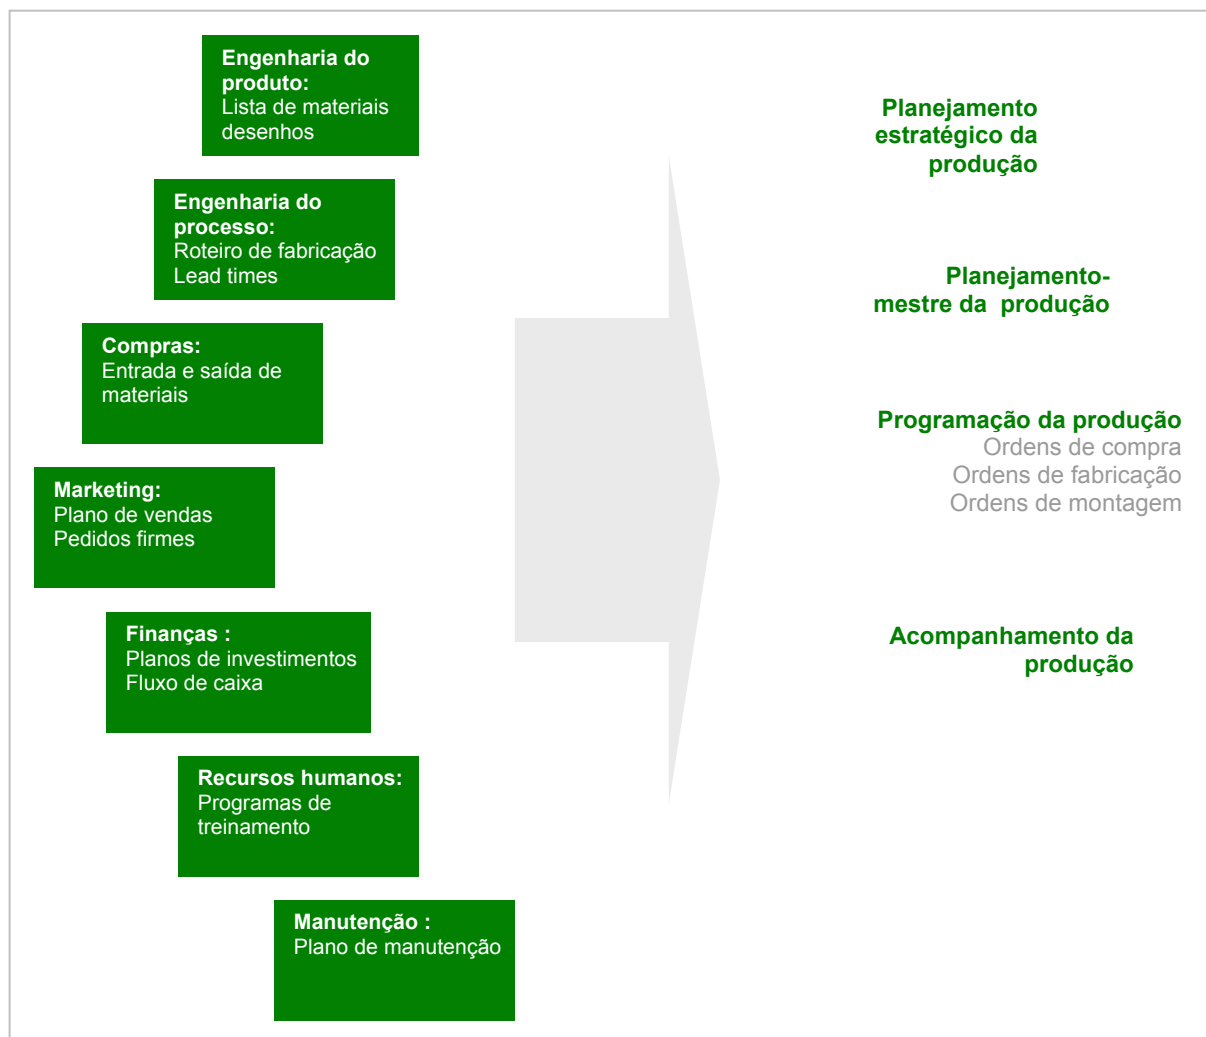 Engenharia do
produto:
Lista de materiais
desenhos
Engenharia do
processo:
Roteiro de fabricação
Lead times
Compras:
Entrada e saída de
materiais
Marketing:
Plano de vendas
Pedidos firmes
Finanças :
Planos de investimentos
Fluxo de caixa
Recursos humanos:
Programas de
treinamento
Manutenção :
Plano de manutenção
Planejamento
estratégico da
produção
Planejamento-
mestre da  produção
Programação da produção
Ordens de compra
Ordens de fabricação
Ordens de montagem
Acompanhamento da
produção